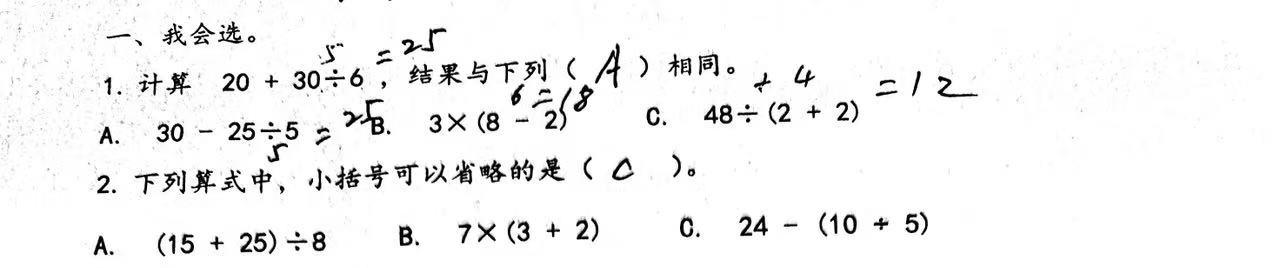 一、我会选。
5 = 25
1. 计算 20 + 30÷6，结果与下列（ A ）相同。
6 = 18 ÷ 4 = 12
A. 30 - 25÷5 = 25 B. 3×(8 - 2) C. 48÷(2 + 2)
5
2. 下列算式中，小括号可以省略的是（ C ）。
A. (15 + 25)÷8 B. 7×(3 + 2) C. 24 - (10 ÷ 5)